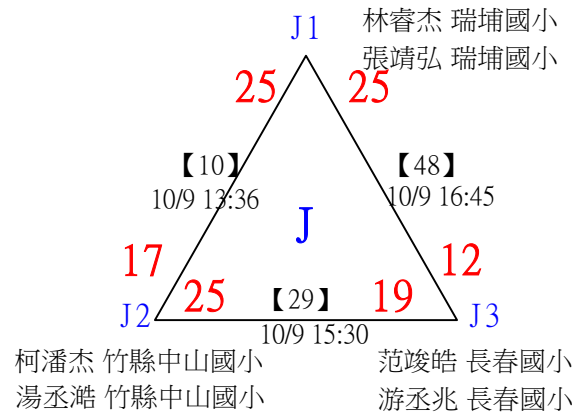 J1
林睿杰 瑞埔國小
張靖弘 瑞埔國小
25
25
【10】
10/9 13:36
【48】
10/9 16:45
J
17
12
25
【29】
19
J2
J3
10/9 15:30
柯潘杰 竹縣中山國小
湯丞澔 竹縣中山國小
范竣皓 長春國小
游丞兆 長春國小